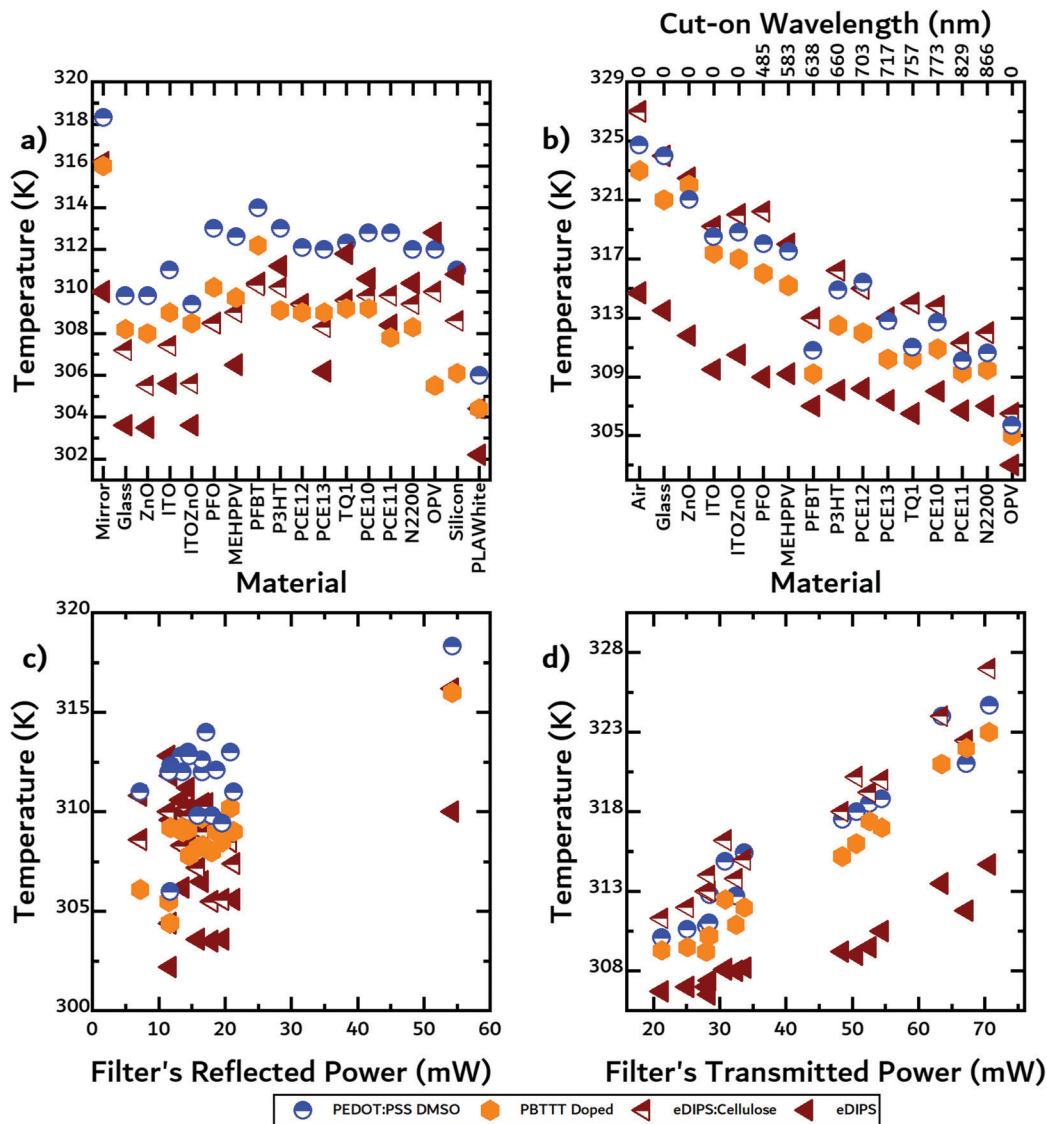 Cut-on Wavelength (nm)
0 0 0 0 0 485 583 638 660 703 717 757 773 829 866 0
a)
Temperature (K)
320
318
316
314
312
310
308
306
304
302
Mirror Glass ZnO ITO ITOZnO PFO MEHPPV PFBT P3HT PCE12 PCE13 TQ1 PCE10 PCE11 N2200 OPV Silicon PLAWhite
Material
b)
Temperature (K)
329
325
321
317
313
309
305
Air Glass ZnO ITO ITOZnO PFO MEHPPV PFBT P3HT PCE12 PCE13 TQ1 PCE10 PCE11 N2200 OPV
Material
c)
Temperature (K)
320
315
310
305
300
0 10 20 30 40 50 60
Filter's Reflected Power (mW)
d)
Temperature (K)
328
323
318
313
308
20 30 40 50 60 70
Filter's Transmitted Power (mW)
PEDOT:PSS DMSO PBTTT Doped eDIPS:Cellulose eDIPS